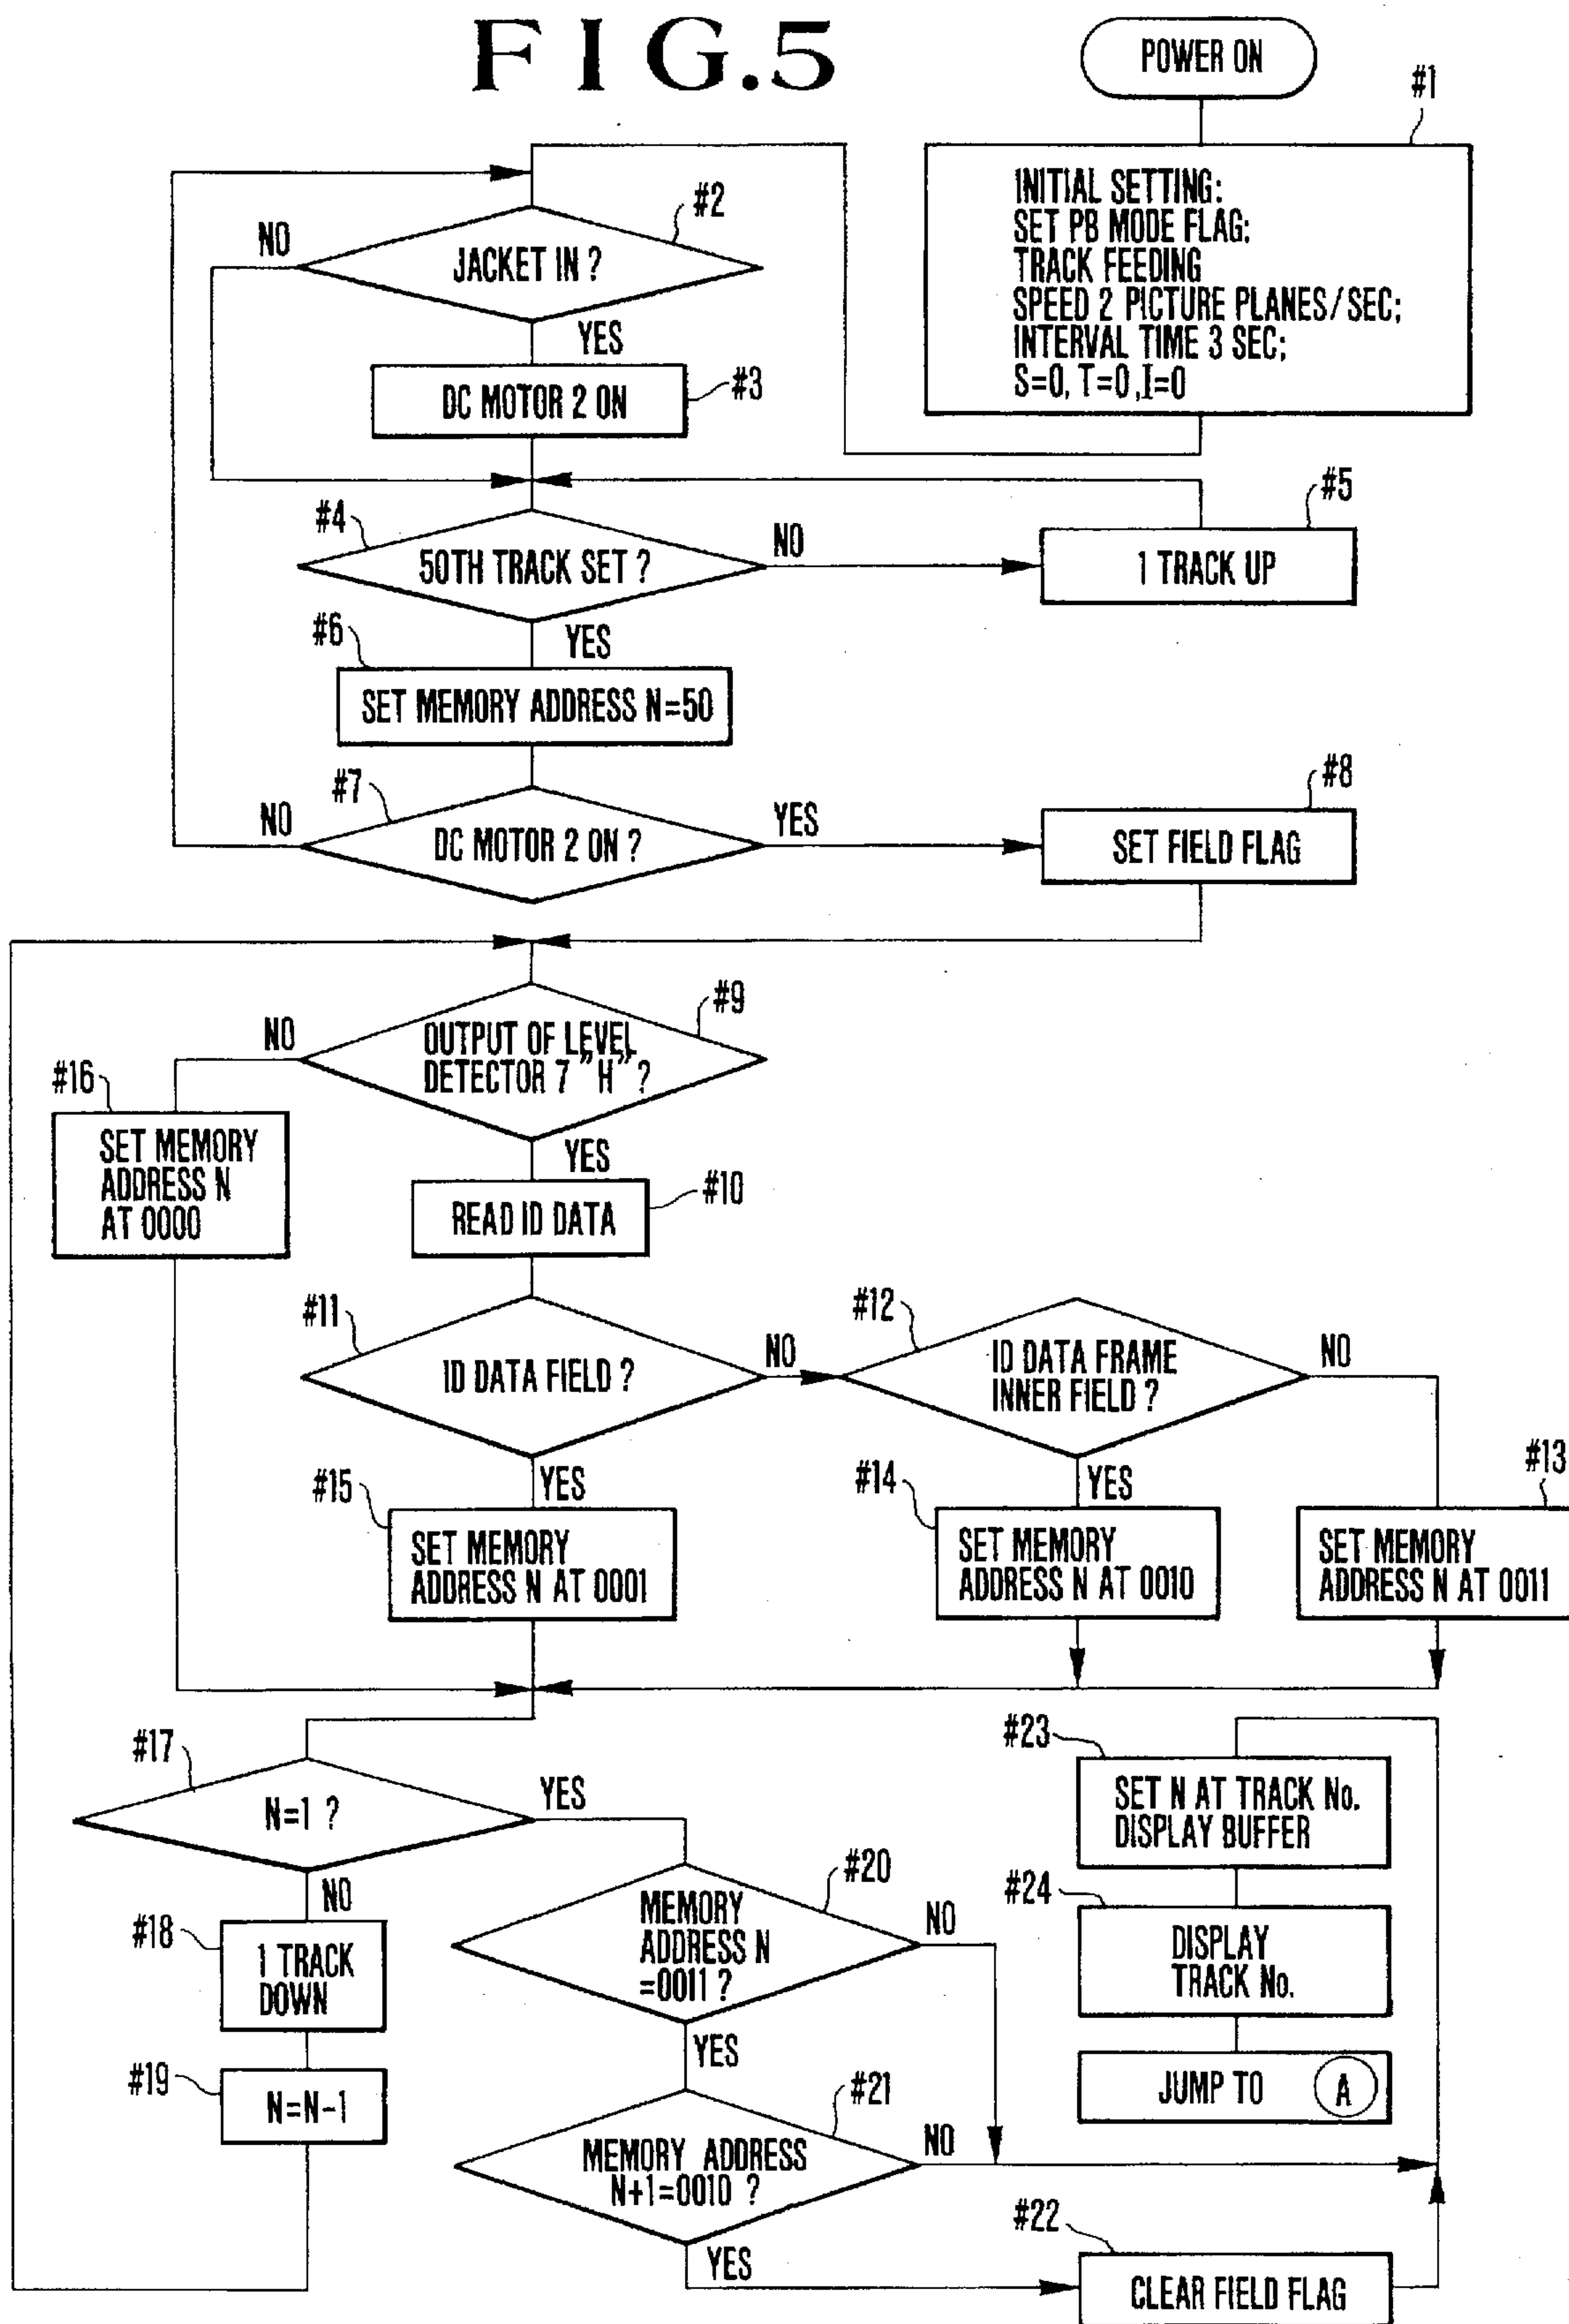 FIG.5
POWER ON
#1
INITIAL SETTING:
SET PB MODE FLAG:
TRACK FEEDING
SPEED 2 PICTURE PLANES/SEC;
INTERVAL TIME 3 SEC;
S=0, T=0, I=0
#2
JACKET IN ?
NO
YES
#3
DC MOTOR 2 ON
#4
50TH TRACK SET ?
NO
#5
1 TRACK UP
YES
#6
SET MEMORY ADDRESS N=50
#7
DC MOTOR 2 ON ?
NO
YES
#8
SET FIELD FLAG
#9
OUTPUT OF LEVEL
DETECTOR 7 "H" ?
NO
YES
#16
SET MEMORY
ADDRESS N
AT 0000
#10
READ ID DATA
#11
ID DATA FIELD ?
NO
#12
ID DATA FRAME
INNER FIELD ?
NO
YES
#15
SET MEMORY
ADDRESS N AT 0001
YES
#14
SET MEMORY
ADDRESS N AT 0010
#13
SET MEMORY
ADDRESS N AT 0011
#17
N=1 ?
YES
NO
#18
1 TRACK
DOWN
#19
N=N-1
#20
MEMORY
ADDRESS N
=0011 ?
NO
YES
#21
MEMORY ADDRESS
N+1=0010 ?
NO
YES
#22
CLEAR FIELD FLAG
#23
SET N AT TRACK No.
DISPLAY BUFFER
#24
DISPLAY
TRACK No.
JUMP TO A